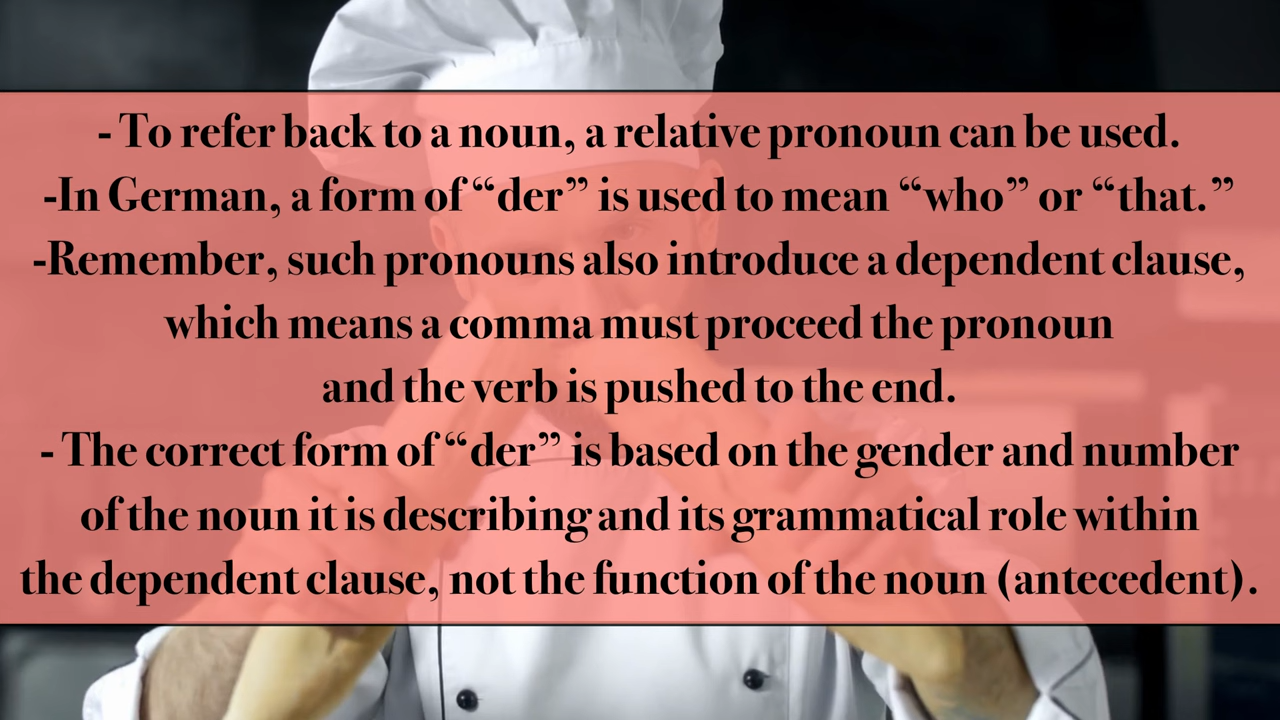 - To refer back to a noun, a relative pronoun can be used.
-In German, a form of “der” is used to mean “who” or “that.”
-Remember, such pronouns also introduce a dependent clause,
which means a comma must proceed the pronoun
and the verb is pushed to the end.
- The correct form of “der” is based on the gender and number
of the noun it is describing and its grammatical role within
the dependent clause, not the function of the noun (antecedent).